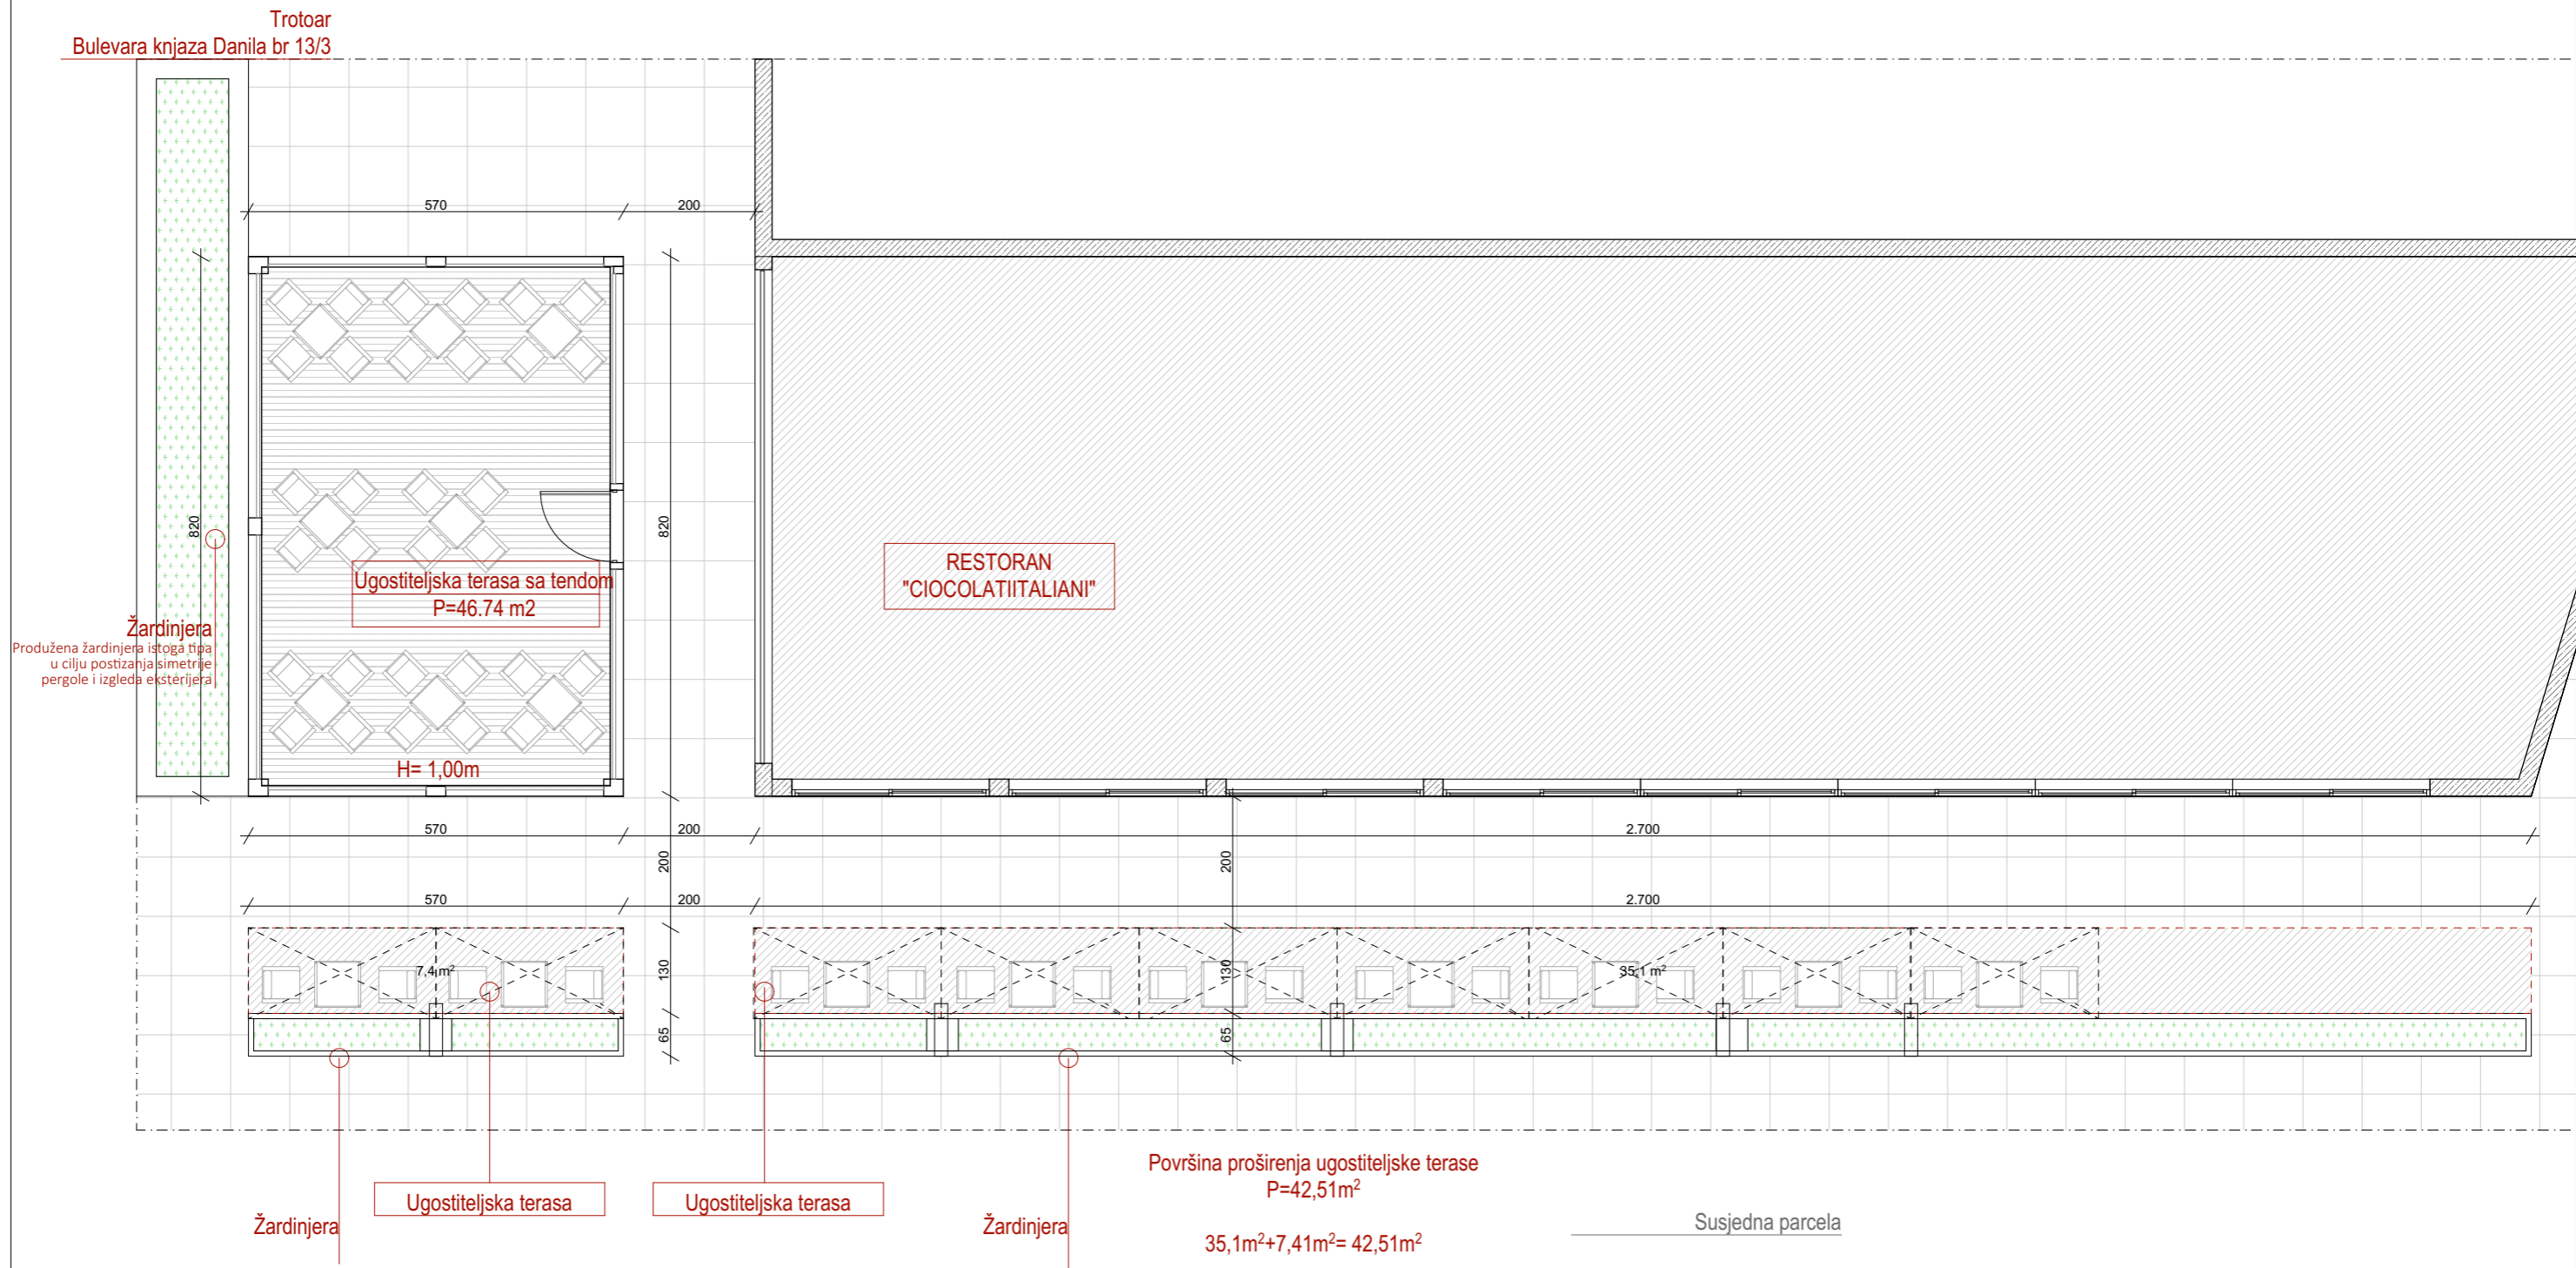 Trotoar
Bulevara knjaza Danila br 13/3
570
200
820
820
Ugostiteljska terasa sa tendom
P=46.74 m2
RESTORAN
"CIOCOLATIITALIANI"
Žardinjera
Produžena žardinjera istoga tipa
u cilju postizanja simetrije
pergole i izgleda eksterijera
H= 1,00m
570
200
2.700
200
200
570
200
2.700
7,4 m²
130
130
35,1 m²
65
65
Površina proširenja ugostiteljske terase
P=42,51m²
Ugostiteljska terasa
Ugostiteljska terasa
Žardinjera
Žardinjera
Susjedna parcela
35,1m²+7,41m²= 42,51m²